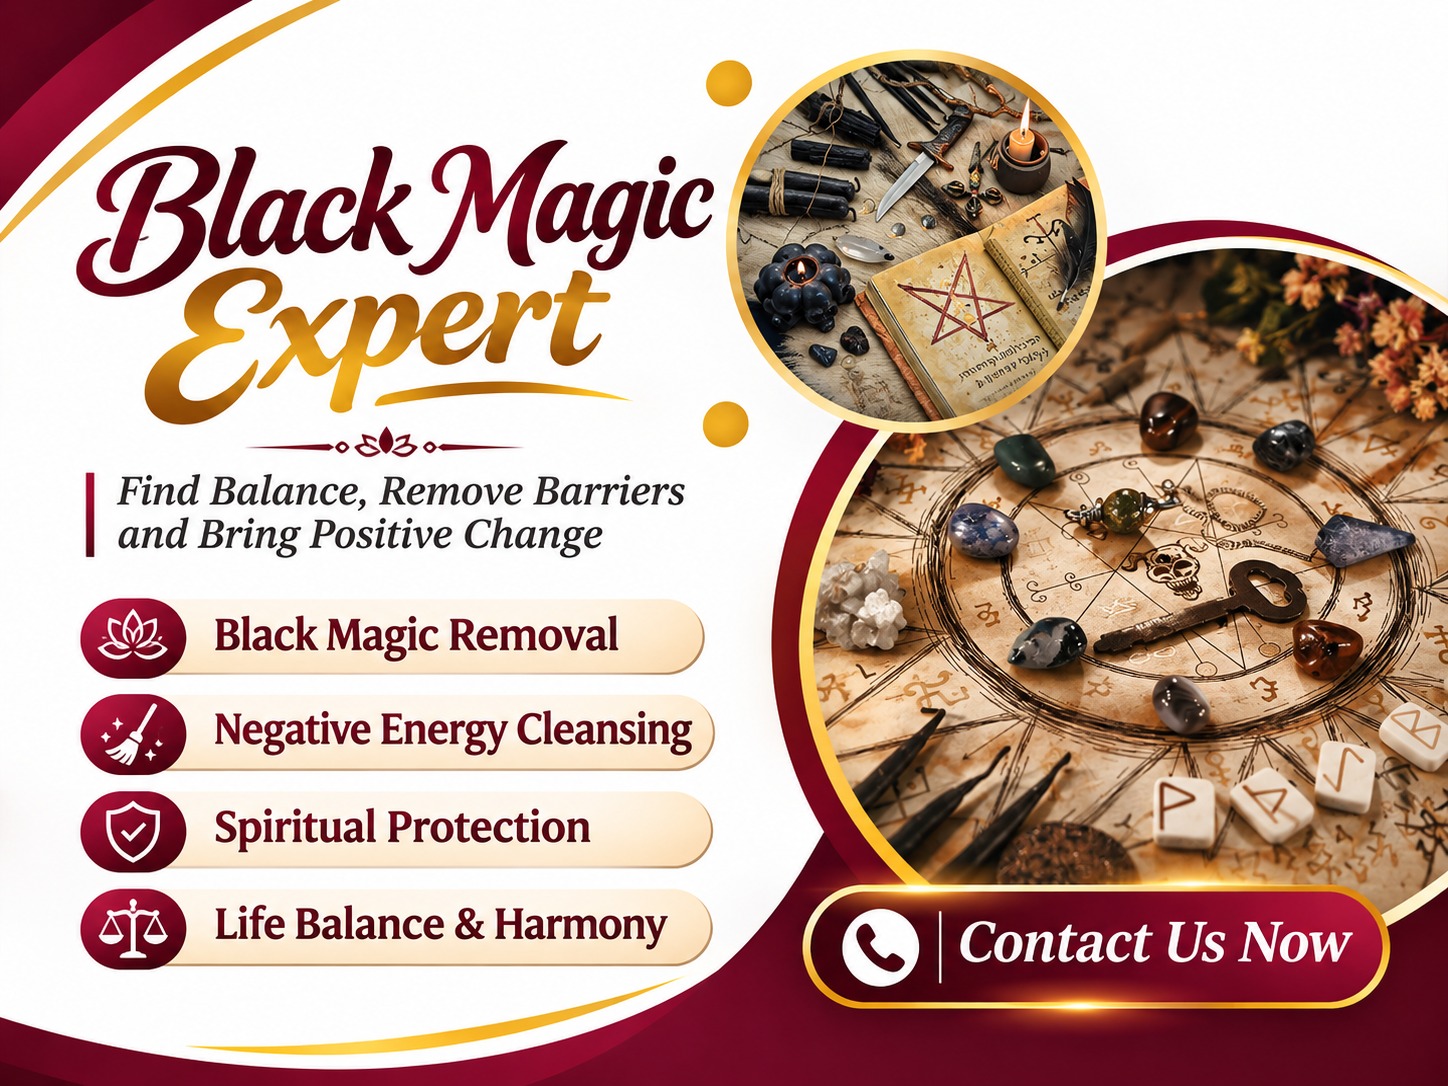 Black Magic
Expert
Find Balance, Remove Barriers
and Bring Positive Change
Black Magic Removal
Negative Energy Cleansing
Spiritual Protection
Life Balance & Harmony
Contact Us Now